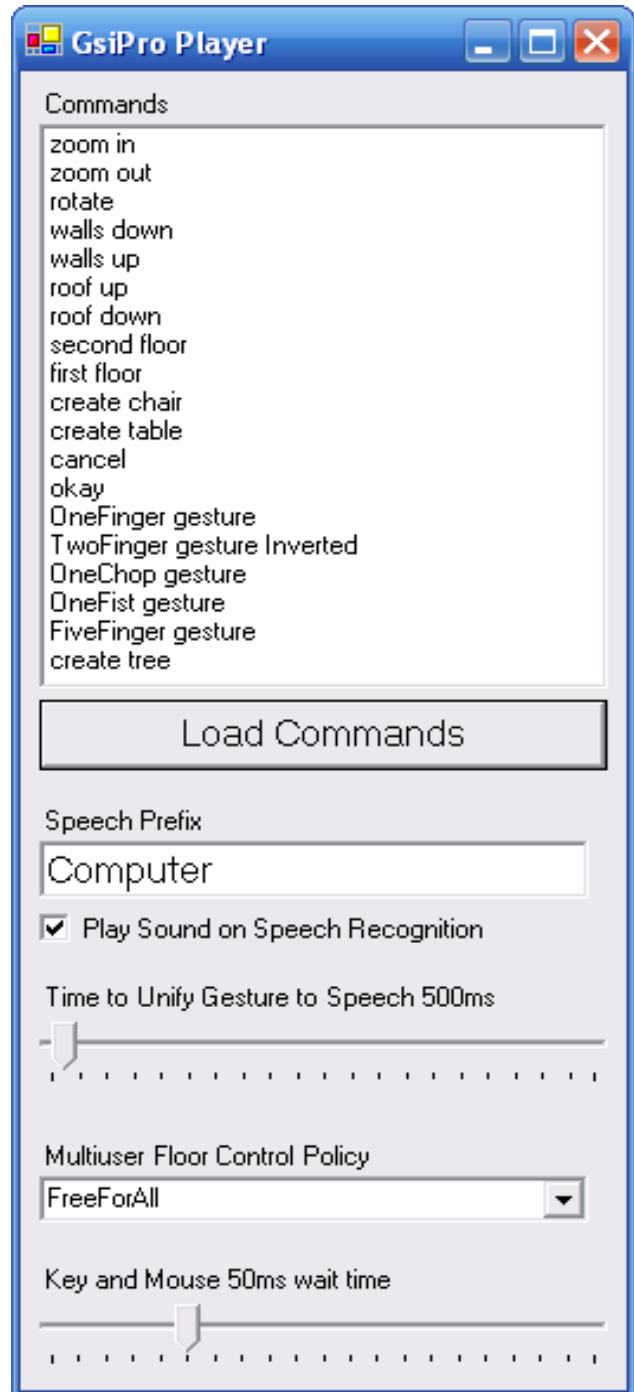 GsiPro Player
Commands
zoom in
zoom out
rotate
walls down
walls up
roof up
roof down
second floor
first floor
create chair
create table
cancel
okay
OneFinger gesture
TwoFinger gesture Inverted
OneChop gesture
OneFist gesture
FiveFinger gesture
create tree
Load Commands
Speech Prefix
Computer
Play Sound on Speech Recognition
Time to Unify Gesture to Speech 500ms
Multiuser Floor Control Policy
FreeForAll
Key and Mouse 50ms wait time